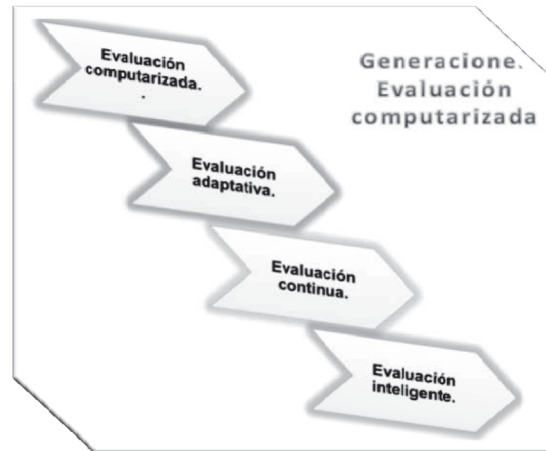 Evaluación
computarizada.
.
Generacione.
Evaluación
computarizada
Evaluación
adaptativa.
Evaluación
continua.
Evaluación
inteligente.